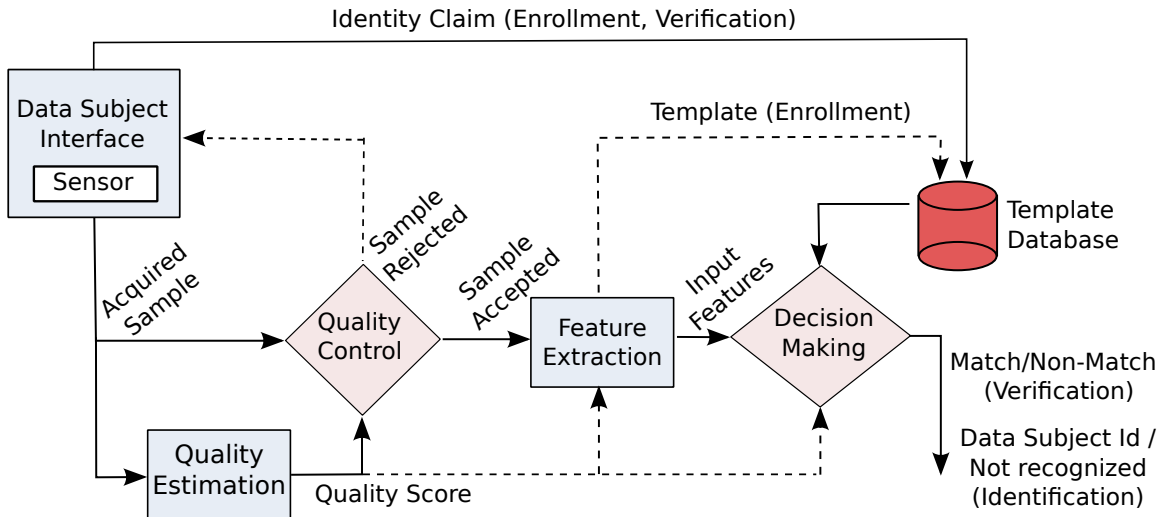 Identity Claim (Enrollment, Verification)
Data Subject
Interface
Sensor
Template (Enrollment)
Template
Database
Acquired
Sample
Sample
Rejected
Quality
Control
Sample
Accepted
Feature
Extraction
Input
Features
Decision
Making
Match/Non-Match
(Verification)
Data Subject Id /
Not recognized
(Identification)
Quality
Estimation
Quality Score